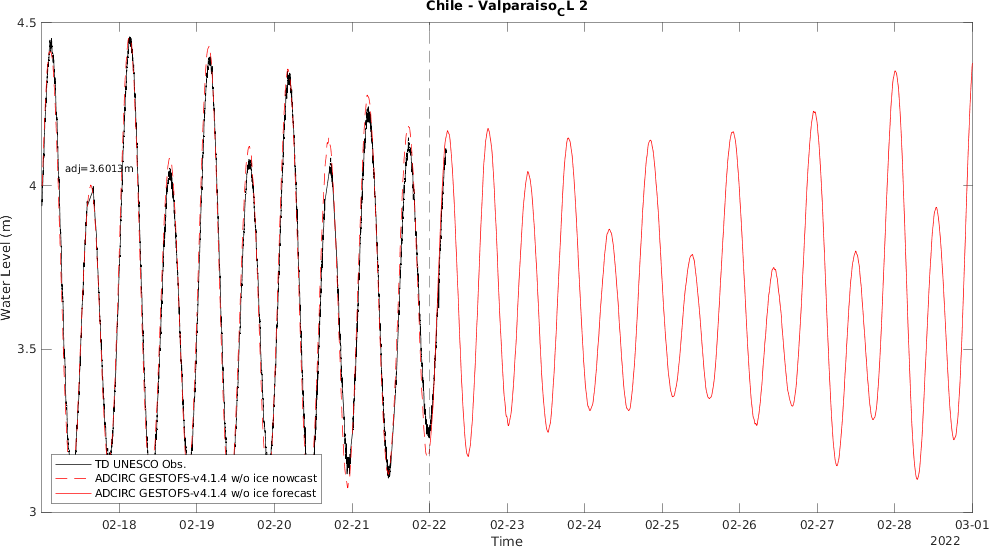 Chile - Valparaiso_CL 2
4.5
4
3.5
3
Water Level (m)
adj=3.6013m
TD UNESCO Obs.
ADCIRC GESTOFS-v4.1.4 w/o ice nowcast
ADCIRC GESTOFS-v4.1.4 w/o ice forecast
02-18 02-19 02-20 02-21 02-22 02-23 02-24 02-25 02-26 02-27 02-28 03-01
Time
2022